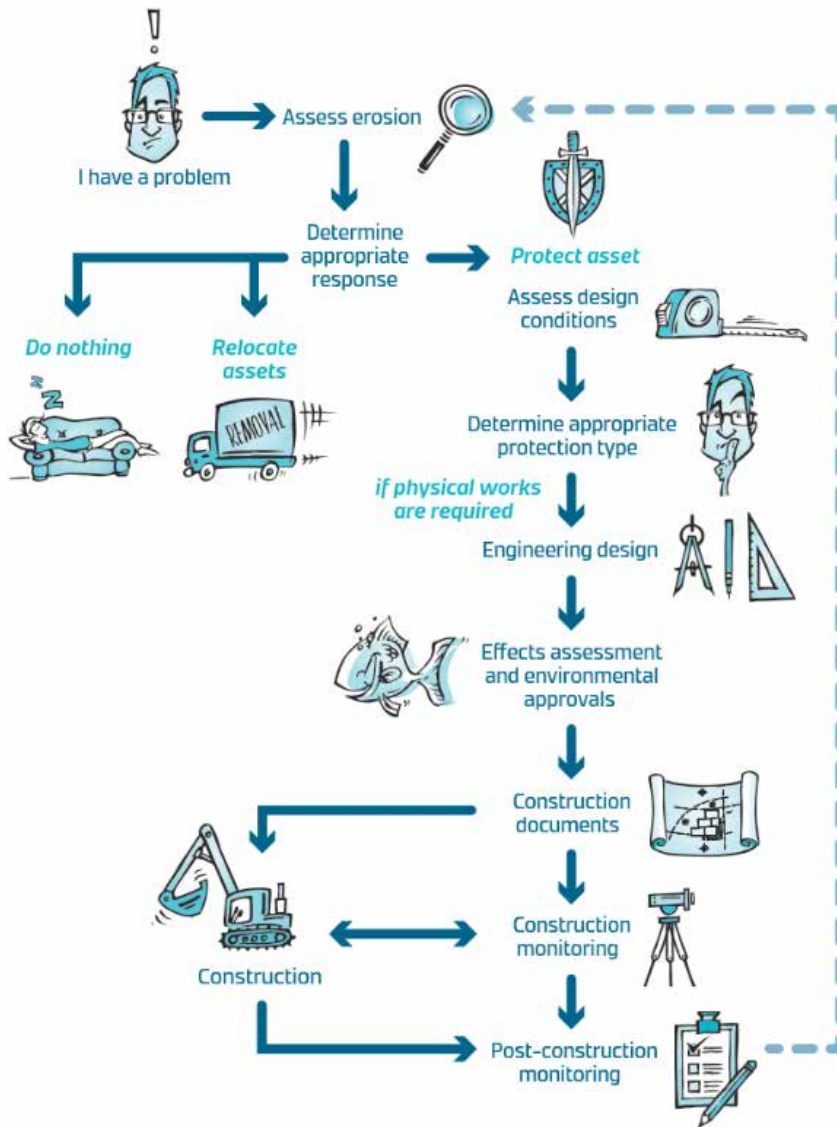 !
I have a problem
Assess erosion
Determine
appropriate
response
Do nothing
Relocate
assets
z
z
REMOVAL
Protect asset
Assess design
conditions
Determine appropriate
protection type
if physical works
are required
Engineering design
Effects assessment
and environmental
approvals
Construction
documents
Construction
Construction
monitoring
Post-construction
monitoring